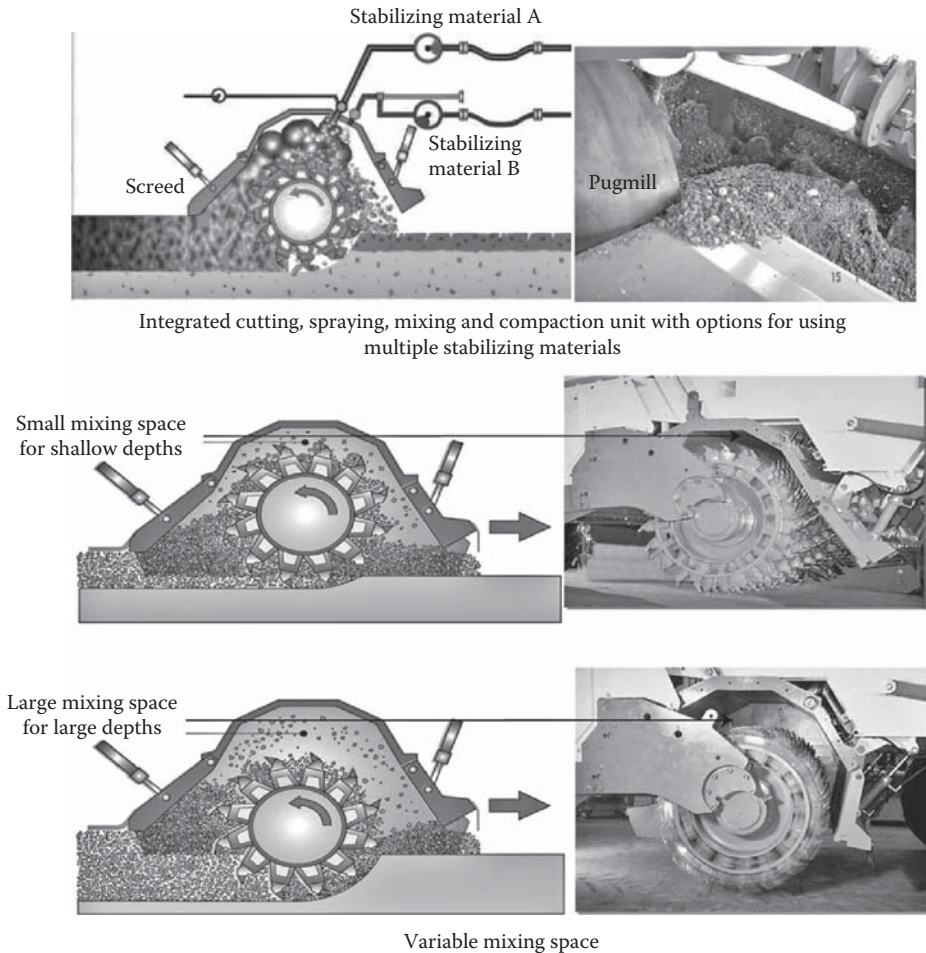 Stabilizing material A
Stabilizing
material B
Screed
Pugmill
15
Integrated cutting, spraying, mixing and compaction unit with options for using
multiple stabilizing materials
Small mixing space
for shallow depths
Large mixing space
for large depths
Variable mixing space